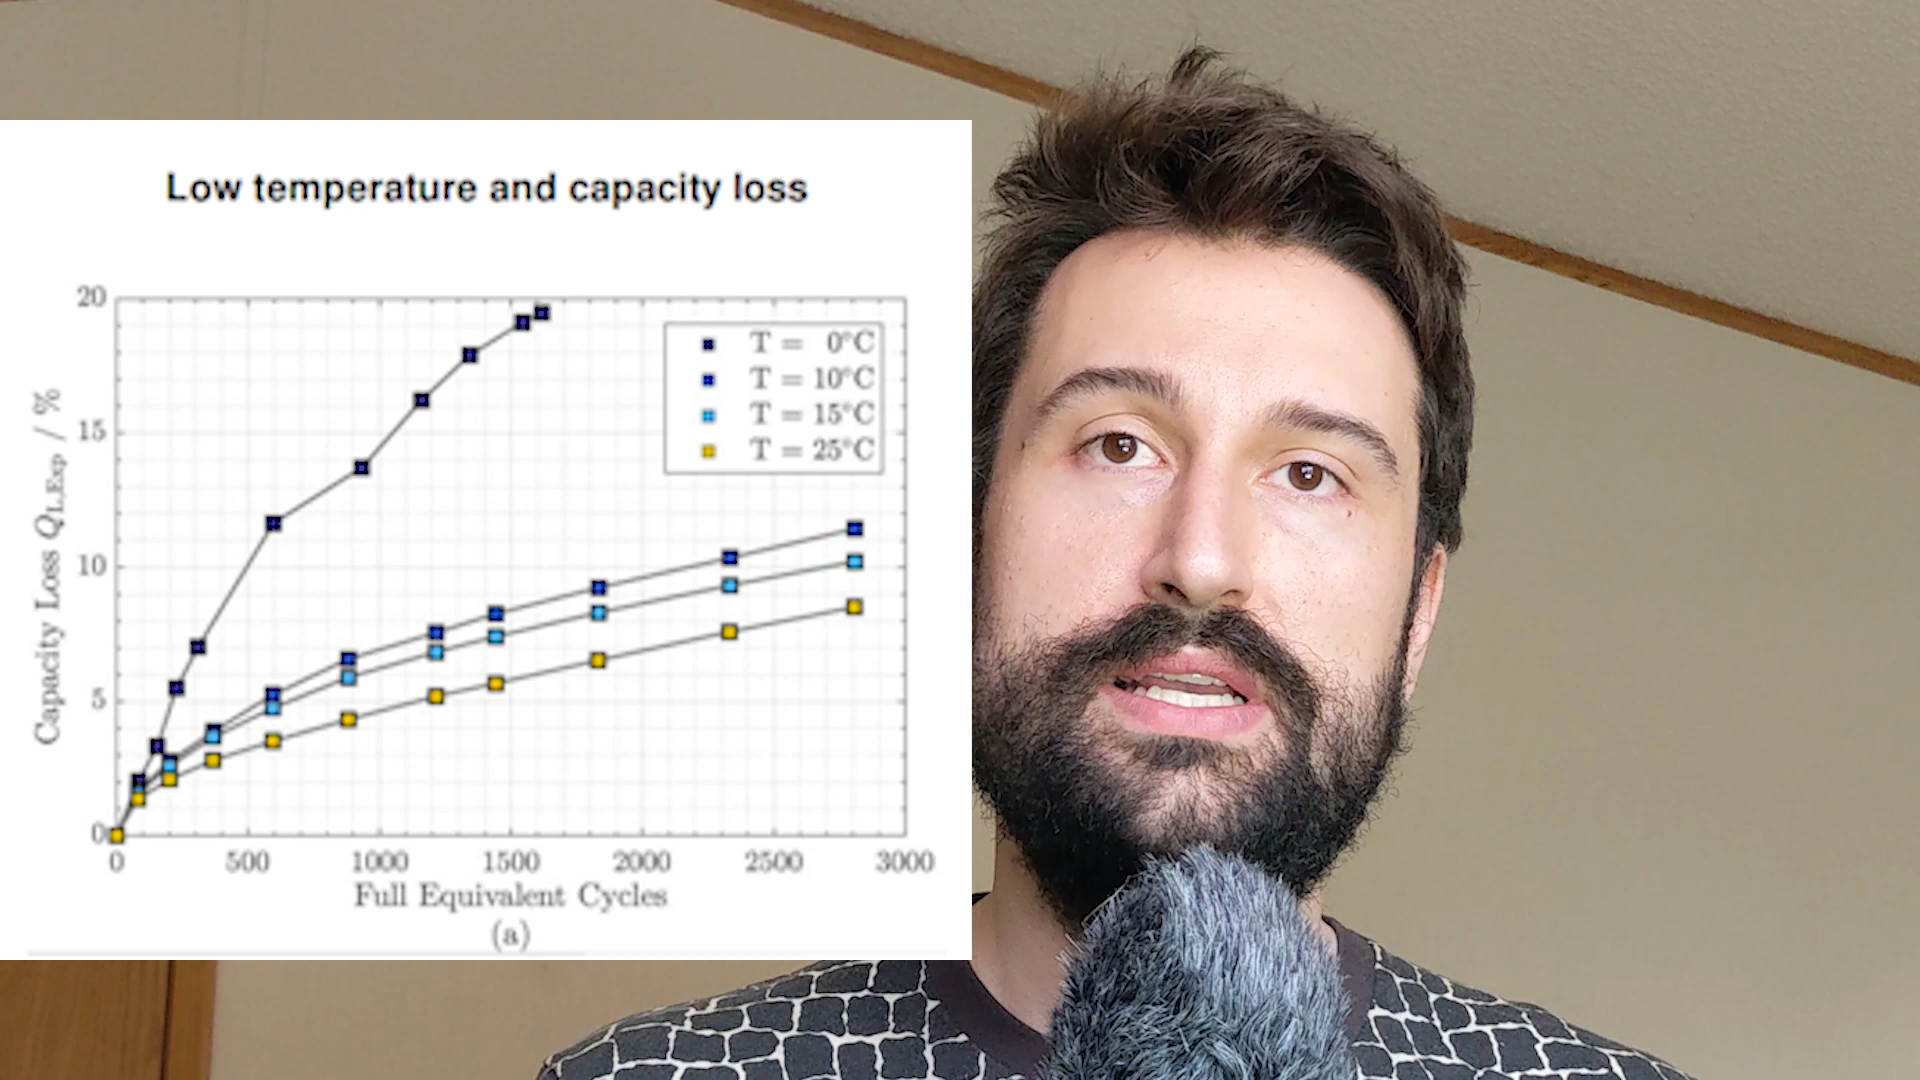 Low temperature and capacity loss
20
15
10
5
0
Capacity Loss Q_L,Exp / %
T = 0°C
T = 10°C
T = 15°C
T = 25°C
0 500 1000 1500 2000 2500 3000
Full Equivalent Cycles
(a)